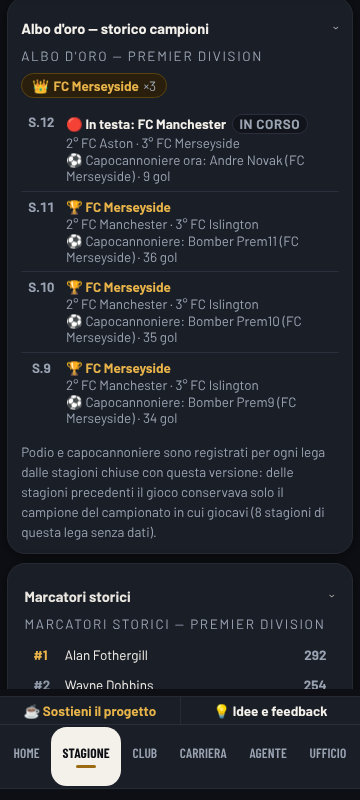 Albo d'oro — storico campioni
ALBO D'ORO — PREMIER DIVISION
👑 FC Merseyside ×3
S.12 🔴 In testa: FC Manchester IN CORSO
2° FC Aston · 3° FC Merseyside
⚽ Capocannoniere ora: Andre Novak (FC
Merseyside) · 9 gol
S.11 🏆 FC Merseyside
2° FC Manchester · 3° FC Islington
⚽ Capocannoniere: Bomber Prem11 (FC
Merseyside) · 36 gol
S.10 🏆 FC Merseyside
2° FC Manchester · 3° FC Islington
⚽ Capocannoniere: Bomber Prem10 (FC
Merseyside) · 35 gol
S.9 🏆 FC Merseyside
2° FC Manchester · 3° FC Islington
⚽ Capocannoniere: Bomber Prem9 (FC
Merseyside) · 34 gol
Podio e capocannoniere sono registrati per ogni lega
dalle stagioni chiuse con questa versione: delle
stagioni precedenti il gioco conservava solo il
campione del campionato in cui giocavi (8 stagioni di
questa lega senza dati).
Marcatori storici
MARCATORI STORICI — PREMIER DIVISION
#1 Alan Fothergill 292
#2 Wayne Dobbins 254
☕ Sostieni il progetto 💡 Idee e feedback
HOME STAGIONE CLUB CARRIERA AGENTE UFFICIO